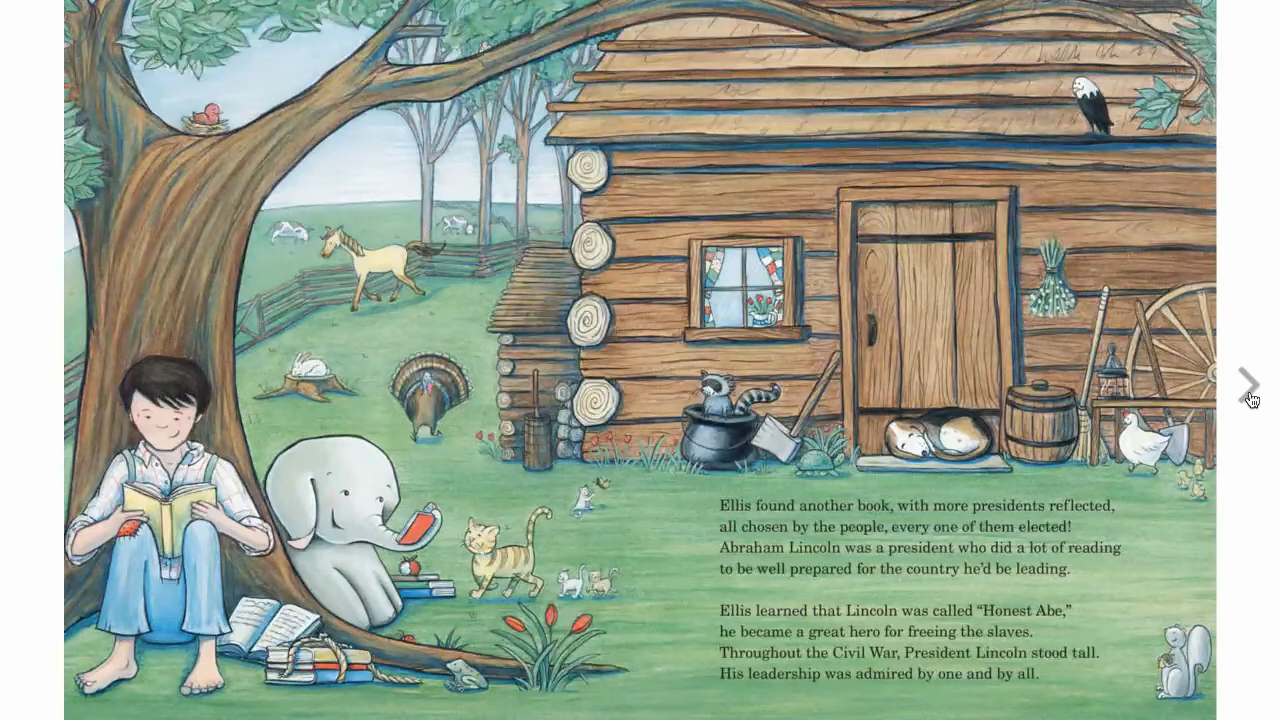 Ellis found another book, with more presidents reflected,
all chosen by the people, every one of them elected!
Abraham Lincoln was a president who did a lot of reading
to be well prepared for the country he'd be leading.
Ellis learned that Lincoln was called “Honest Abe,”
he became a great hero for freeing the slaves.
Throughout the Civil War, President Lincoln stood tall.
His leadership was admired by one and by all.